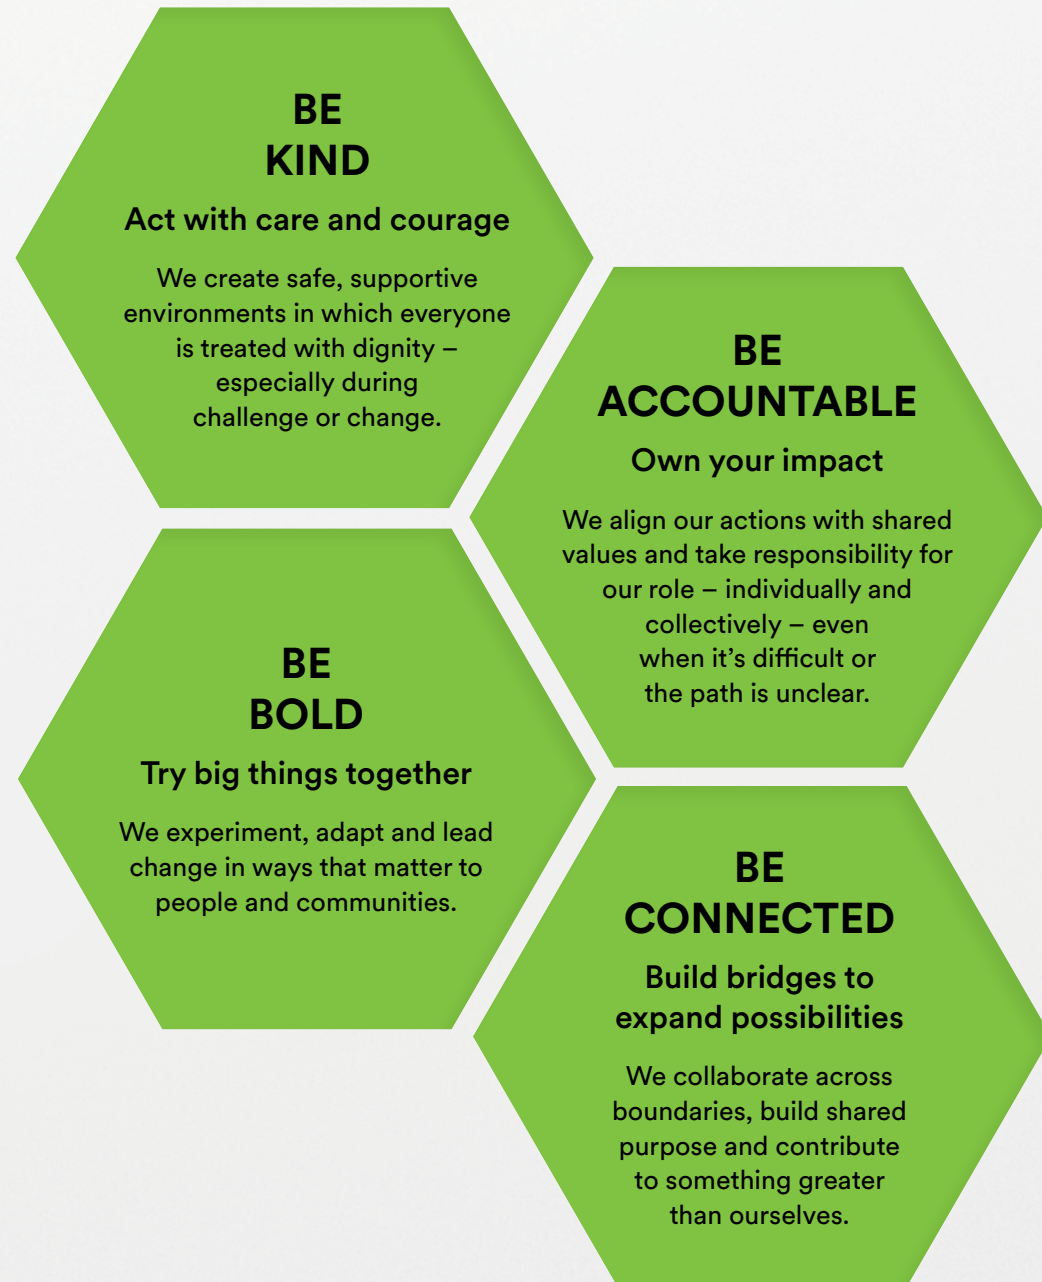 BE
KIND
Act with care and courage
We create safe, supportive
environments in which everyone
is treated with dignity –
especially during
challenge or change.
BE
ACCOUNTABLE
Own your impact
We align our actions with shared
values and take responsibility for
our role – individually and
collectively – even
when it’s difficult or
the path is unclear.
BE
BOLD
Try big things together
We experiment, adapt and lead
change in ways that matter to
people and communities.
BE
CONNECTED
Build bridges to
expand possibilities
We collaborate across
boundaries, build shared
purpose and contribute
to something greater
than ourselves.